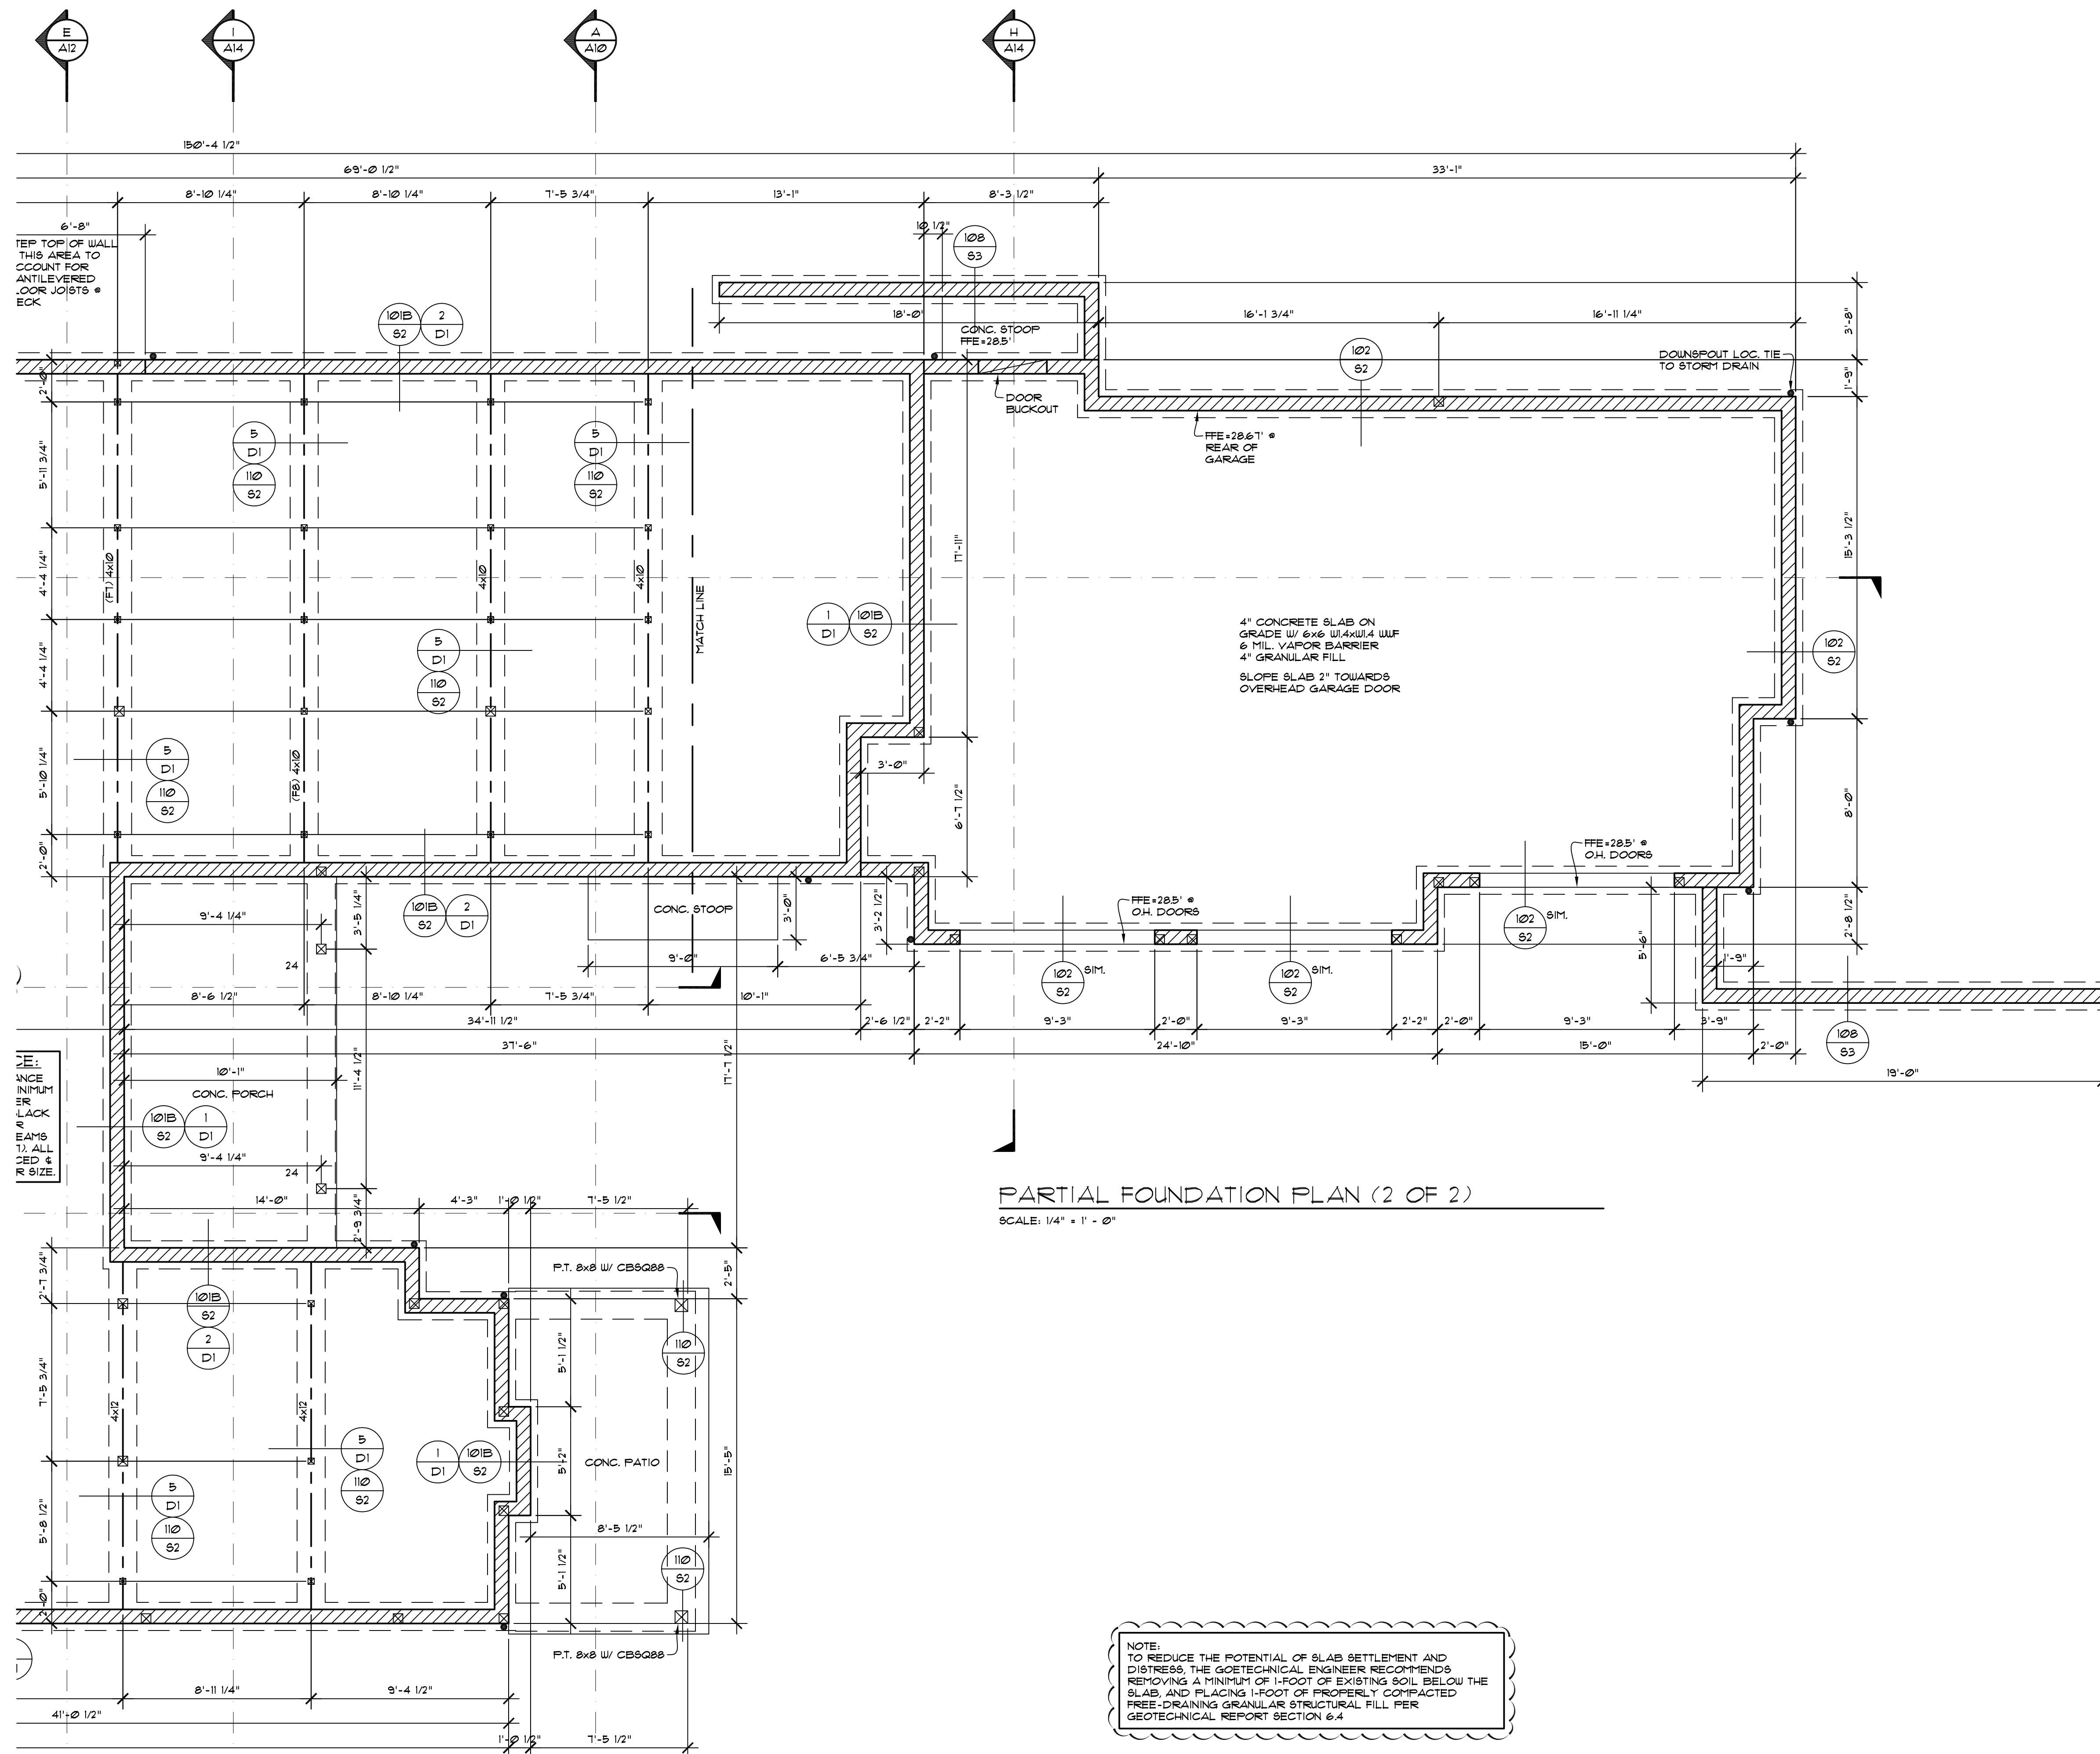 E
A12
I
A14
A
A10
H
A14
150'-4 1/2"
69'-0 1/2"
33'-1"
8'-10 1/4"
8'-10 1/4"
7'-5 3/4"
13'-1"
8'-3 1/2"
6'-8"
10 1/2"
108
S3
TEP TOP OF WALL
THIS AREA TO
CCOUNT FOR
ANTILEVERED
LOOR JOISTS @
ECK
101B
S2
2
D1
18'-0"
16'-1 3/4"
16'-11 1/4"
3'-8"
CONC. STOOP
FFE=28.5'
102
S2
DOWNSPOUT LOC. TIE
TO STORM DRAIN
1'-9"
2'-0"
DOOR
BUCKOUT
5
D1
110
S2
5
D1
110
S2
FFE=28.67' @
REAR OF
GARAGE
5'-11 3/4"
17'-11"
15'-3 1/2"
4'-4 1/4"
(F7) 4x10
4x10
4x10
MATCH LINE
1
D1
101B
S2
4" CONCRETE SLAB ON
GRADE W/ 6x6 W1.4xW1.4 WWF
6 MIL. VAPOR BARRIER
4" GRANULAR FILL
SLOPE SLAB 2" TOWARDS
OVERHEAD GARAGE DOOR
102
S2
4'-4 1/4"
5
D1
110
S2
5
D1
110
S2
5'-10 1/4"
(F8) 4x10
3'-0"
6'-7 1/2"
8'-0"
2'-0"
FFE=28.5' @
O.H. DOORS
101B
S2
2
D1
9'-4 1/4"
3'-5 1/4"
CONC. STOOP
3'-0"
3'-2 1/2"
FFE=28.5' @
O.H. DOORS
102
S2
SIM.
2'-8 1/2"
5'-6"
1'-9"
24
9'-0"
6'-5 3/4"
102
S2
SIM.
102
S2
SIM.
8'-6 1/2"
8'-10 1/4"
7'-5 3/4"
10'-1"
34'-11 1/2"
2'-6 1/2"
2'-2"
9'-3"
2'-0"
9'-3"
2'-2"
2'-0"
9'-3"
3'-9"
37'-6"
24'-10"
15'-0"
2'-0"
108
S3
19'-0"
CE:
ANCE
INIMUM
ER
LACK
R
EAMS
7). ALL
CED &
R SIZE.
10'-1"
CONC. PORCH
11'-4 1/2"
17'-7 1/2"
101B
S2
1
D1
9'-4 1/4"
24
14'-0"
2'-9 3/4"
4'-3"
1'-0 1/2"
7'-5 1/2"
PARTIAL FOUNDATION PLAN (2 OF 2)
SCALE: 1/4" = 1' - 0"
2'-7 3/4"
P.T. 8x8 W/ CBSQ88
2'-5"
101B
S2
2
D1
5'-1 1/2"
110
S2
7'-5 3/4"
4x12
4x12
5
D1
110
S2
1
D1
101B
S2
5'-2"
CONC. PATIO
15'-5"
5
D1
110
S2
5'-8 1/2"
8'-5 1/2"
5'-1 1/2"
110
S2
2'-0"
P.T. 8x8 W/ CBSQ88
8'-11 1/4"
9'-4 1/2"
41'-0 1/2"
1'-0 1/2"
7'-5 1/2"
NOTE:
TO REDUCE THE POTENTIAL OF SLAB SETTLEMENT AND
DISTRESS, THE GOETECHNICAL ENGINEER RECOMMENDS
REMOVING A MINIMUM OF 1-FOOT OF EXISTING SOIL BELOW THE
SLAB, AND PLACING 1-FOOT OF PROPERLY COMPACTED
FREE-DRAINING GRANULAR STRUCTURAL FILL PER
GEOTECHNICAL REPORT SECTION 6.4